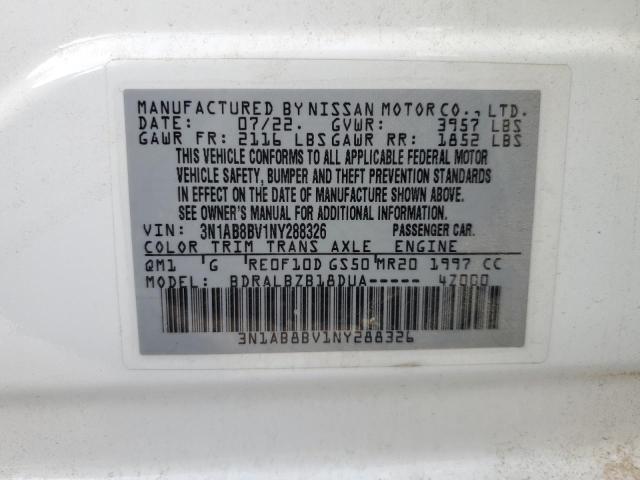 MANUFACTURED BY NISSAN MOTOR CO., LTD.
DATE: 07/22. GVWR: 3957 LBS
GAWR FR: 2116 LBS GAWR RR: 1852 LBS
THIS VEHICLE CONFORMS TO ALL APPLICABLE FEDERAL MOTOR
VEHICLE SAFETY, BUMPER AND THEFT PREVENTION STANDARDS
IN EFFECT ON THE DATE OF MANUFACTURE SHOWN ABOVE.
SEE OWNER'S MANUAL FOR ADDITIONAL INFORMATION.
VIN: 3N1AB8BV1NY288326 PASSENGER CAR.
COLOR TRIM TRANS AXLE ENGINE
QM1 G RE0F10D GS50 MR20 1997 CC
MODEL: BDRALBZB18DUA----- 4Z000
3N1AB8BV1NY288326